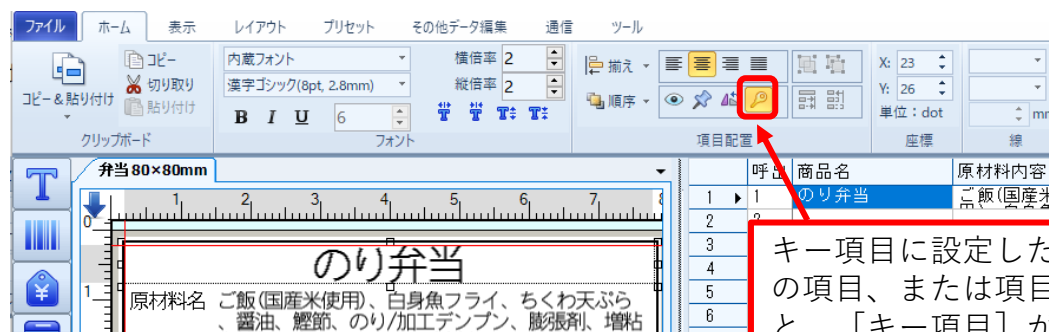 ファイル ホーム 表示 レイアウト プリセット その他データ編集 通信 ツール
コピー 内蔵フォント 横倍率 2 揃え X: 23
切り取り 漢字ゴシック(8pt, 2.8mm) 縦倍率 2 Y: 26
コピー&貼り付け 貼り付け B I U 6 順序 単位:dot mm
クリップボード フォント 項目配置 座標 線
弁当80×80mm
呼出 商品名 原材料内容
1 1 のり弁当 ご飯(国産米
2
3
4
5
6
1 2 3 4 5 6 7
0
1
のり弁当
原材料名 ご飯(国産米使用)、白身魚フライ、ちくわ天ぷら
、醤油、鰹節、のり/加工デンプン、膨張剤、増粘
キー項目に設定した
の項目、または項目